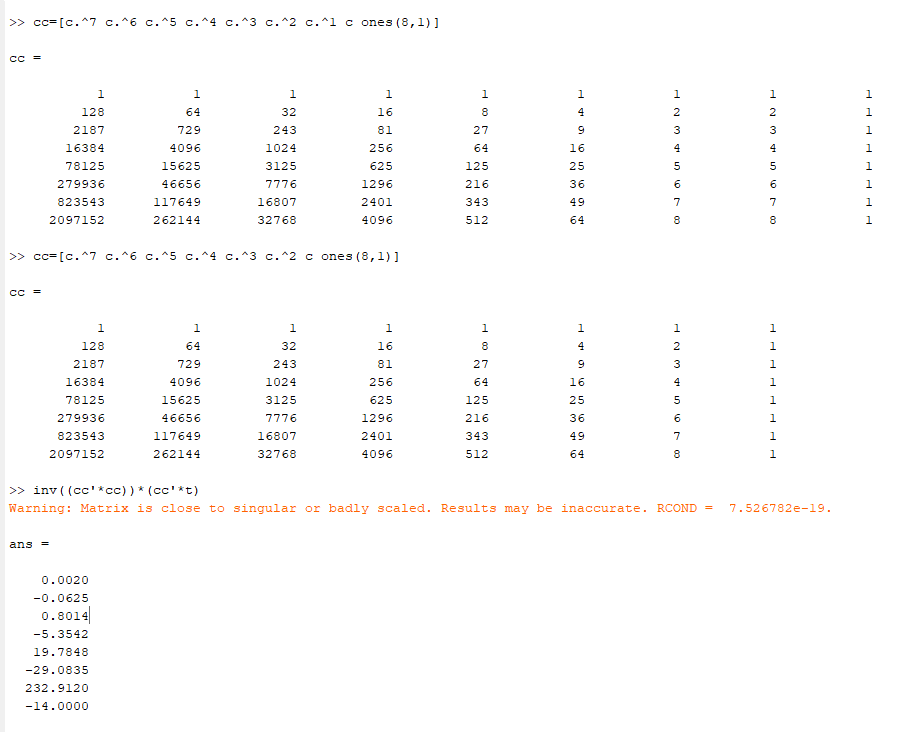 >> cc=[c.^7 c.^6 c.^5 c.^4 c.^3 c.^2 c.^1 c ones(8,1)]
cc =
1 1 1 1 1 1 1 1 1
128 64 32 16 8 4 2 2 1
2187 729 243 81 27 9 3 3 1
16384 4096 1024 256 64 16 4 4 1
78125 15625 3125 625 125 25 5 5 1
279936 46656 7776 1296 216 36 6 6 1
823543 117649 16807 2401 343 49 7 7 1
2097152 262144 32768 4096 512 64 8 8 1
>> cc=[c.^7 c.^6 c.^5 c.^4 c.^3 c.^2 c ones(8,1)]
cc =
1 1 1 1 1 1 1 1
128 64 32 16 8 4 2 1
2187 729 243 81 27 9 3 1
16384 4096 1024 256 64 16 4 1
78125 15625 3125 625 125 25 5 1
279936 46656 7776 1296 216 36 6 1
823543 117649 16807 2401 343 49 7 1
2097152 262144 32768 4096 512 64 8 1
>> inv((cc'*cc))*(cc'*t)
Warning: Matrix is close to singular or badly scaled. Results may be inaccurate. RCOND = 7.526782e-19.
ans =
0.0020
-0.0625
0.8014
-5.3542
19.7848
-29.0835
232.9120
-14.0000